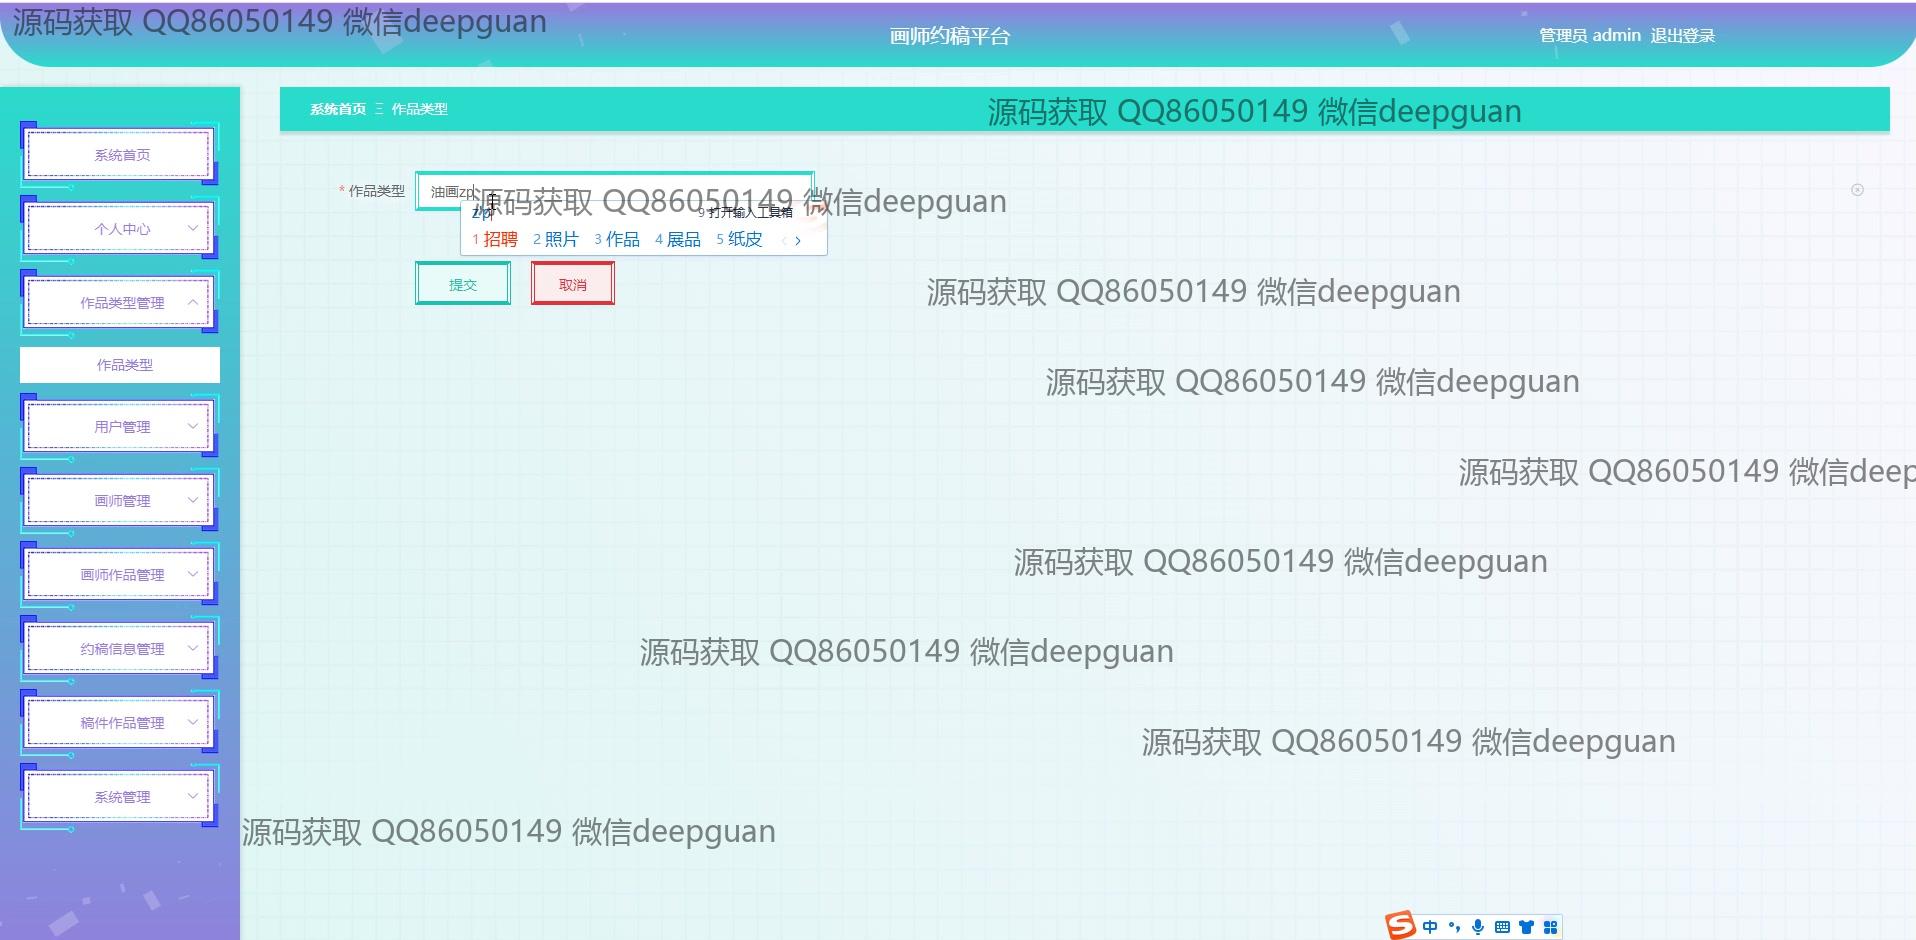 源码获取 QQ86050149 微信deepguan
画师约稿平台
管理员 admin 退出登录
系统首页 作品类型
源码获取 QQ86050149 微信deepguan
系统首页
个人中心
作品类型管理
作品类型
用户管理
画师管理
画师作品管理
约稿信息管理
稿件作品管理
系统管理
* 作品类型
油画zp
源码获取 QQ86050149 微信deepguan
zp
9 打开输入工具箱
1 招聘 2 照片 3 作品 4 展品 5 纸皮
提交 取消
源码获取 QQ86050149 微信deepguan
源码获取 QQ86050149 微信deepguan
源码获取 QQ86050149 微信deep
源码获取 QQ86050149 微信deepguan
源码获取 QQ86050149 微信deepguan
源码获取 QQ86050149 微信deepguan
源码获取 QQ86050149 微信deepguan
S 中